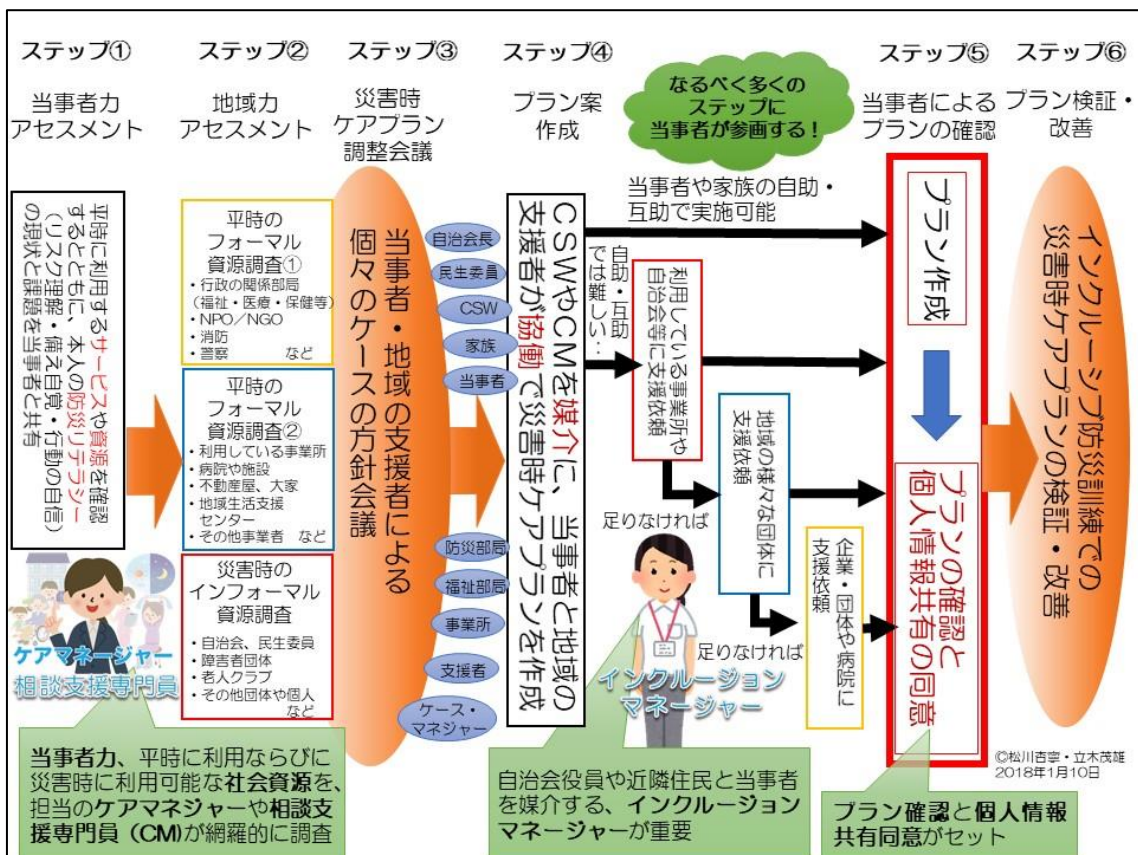 ステップ①
当事者力
アセスメント
平時に利用するサービスや資源を確認
するとともに、本人の防災リテラシー
（リスク理解・備え自覚・行動の自信）
の現状と課題を当事者と共有
ケアマネージャー
相談支援専門員
当事者力、平時に利用ならびに
災害時に利用可能な社会資源を、
担当のケアマネジャーや相談支
援専門員（CM)が網羅的に調査
ステップ②
地域力
アセスメント
平時の
フォーマル
資源調査①
・行政の関係部局
（福祉・医療・保健等）
・NPO／NGO
・消防
・警察　など
平時の
フォーマル
資源調査②
・利用している事業所
・病院や施設
・不動産屋、大家
・地域生活支援
センター
・その他事業者　など
災害時の
インフォーマル
資源調査
・自治会、民生委員
・障害者団体
・老人クラブ
・その他団体や個人
など
ステップ③
災害時
ケアプラン
調整会議
当事者・地域の支援者による
個々のケースの方針会議
自治会長
民生委員
CSW
家族
当事者
防災部局
福祉部局
事業所
支援者
ケース・
マネジャー
ステップ④
プラン案
作成
CSWやCMを媒介に、当事者と地域の
支援者が協働で災害時ケアプランを作成
なるべく多くの
ステップに
当事者が参画する！
当事者や家族の自助・
互助で実施可能
自助・互助
では難しい‥
利用している事業所や
自治会等に支援依頼
足りなければ
地域の様々な団体に
支援依頼
足りなければ
企業・団体や病院に
支援依頼
インクルージョン
マネージャー
自治会役員や近隣住民と当事者
を媒介する、インクルージョン
マネージャーが重要
ステップ⑤
当事者による
プランの確認
プラン作成
プランの確認と
個人情報共有の同意
プラン確認と個人情報
共有同意がセット
ステップ⑥
プラン検証・
改善
インクルーシブ防災訓練での
災害時ケアプランの検証・改善
©松川杏寧・立木茂雄
2018年1月10日